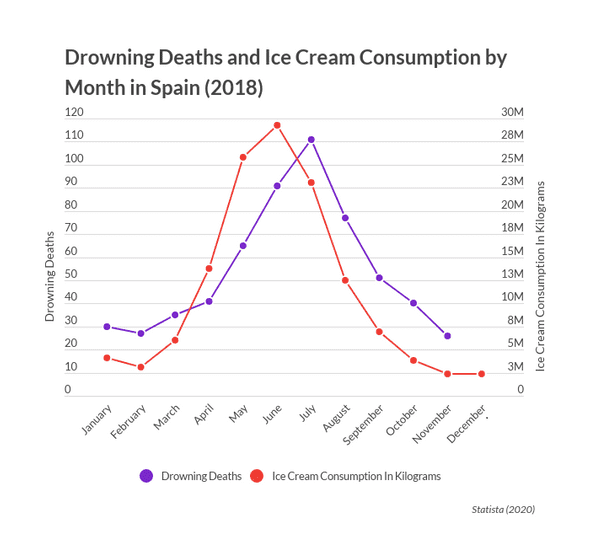 Drowning Deaths and Ice Cream Consumption by
Month in Spain (2018)
120
110
100
90
80
70
60
50
40
30
20
10
0
Drowning Deaths
30M
28M
25M
23M
20M
18M
15M
13M
10M
8M
5M
3M
0
Ice Cream Consumption In Kilograms
January
February
March
April
May
June
July
August
September
October
November
December.
Drowning Deaths
Ice Cream Consumption In Kilograms
Statista (2020)